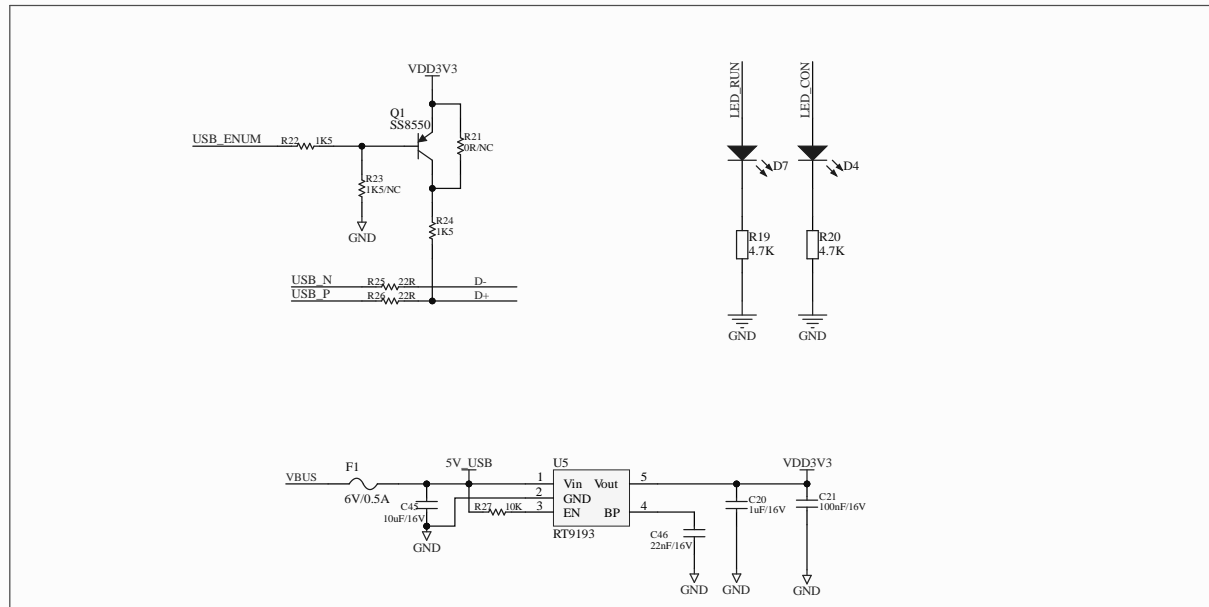 VDD3V3
Q1
SS8550
R21
0R/NC
USB_ENUM
R22 1K5
R23
1K5/NC
GND
R24
1K5
USB_N R25 22R D-
USB_P R26 22R D+
LED_RUN
LED_CON
D7
D4
R19
4.7K
R20
4.7K
GND
GND
VBUS
F1
6V/0.5A
5V_USB
C45
10uF/16V
GND
R27 10K
U5
1 Vin Vout 5
2 GND
3 EN BP 4
RT9193
C46
22nF/16V
GND
C20
1uF/16V
GND
VDD3V3
C21
100nF/16V
GND